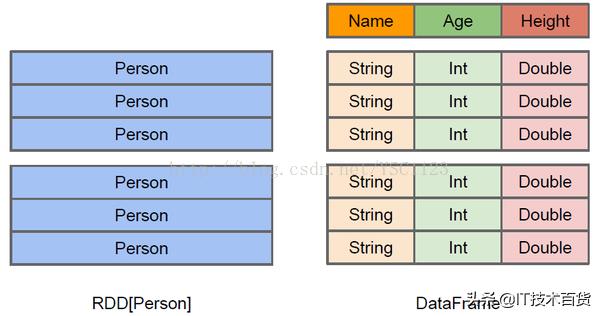 Name Age Height
Person String Int Double
Person String Int Double
Person String Int Double
http://blog.csdn.net/YSC1123
Person String Int Double
Person String Int Double
Person String Int Double
RDD[Person] DataFrame
头条@IT技术百货